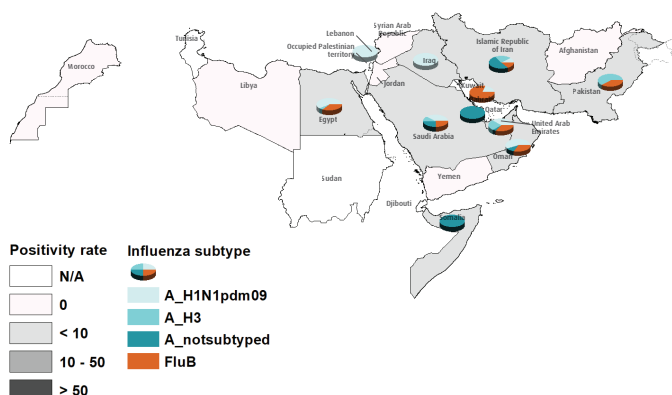 Tunisia
Lebanon
Syrian Arab
Republic
Occupied Palestinian
territory
Islamic Republic
of Iran
Morocco
Iraq
Afghanistan
Libya
Jordan
Kuwait
Pakistan
Egypt
Qatar
Saudi Arabia
United Arab
Emirates
Oman
Sudan
Yemen
Djibouti
Somalia
Positivity rate
N/A
0
< 10
10 - 50
> 50
Influenza subtype
A_H1N1pdm09
A_H3
A_notsubtyped
FluB